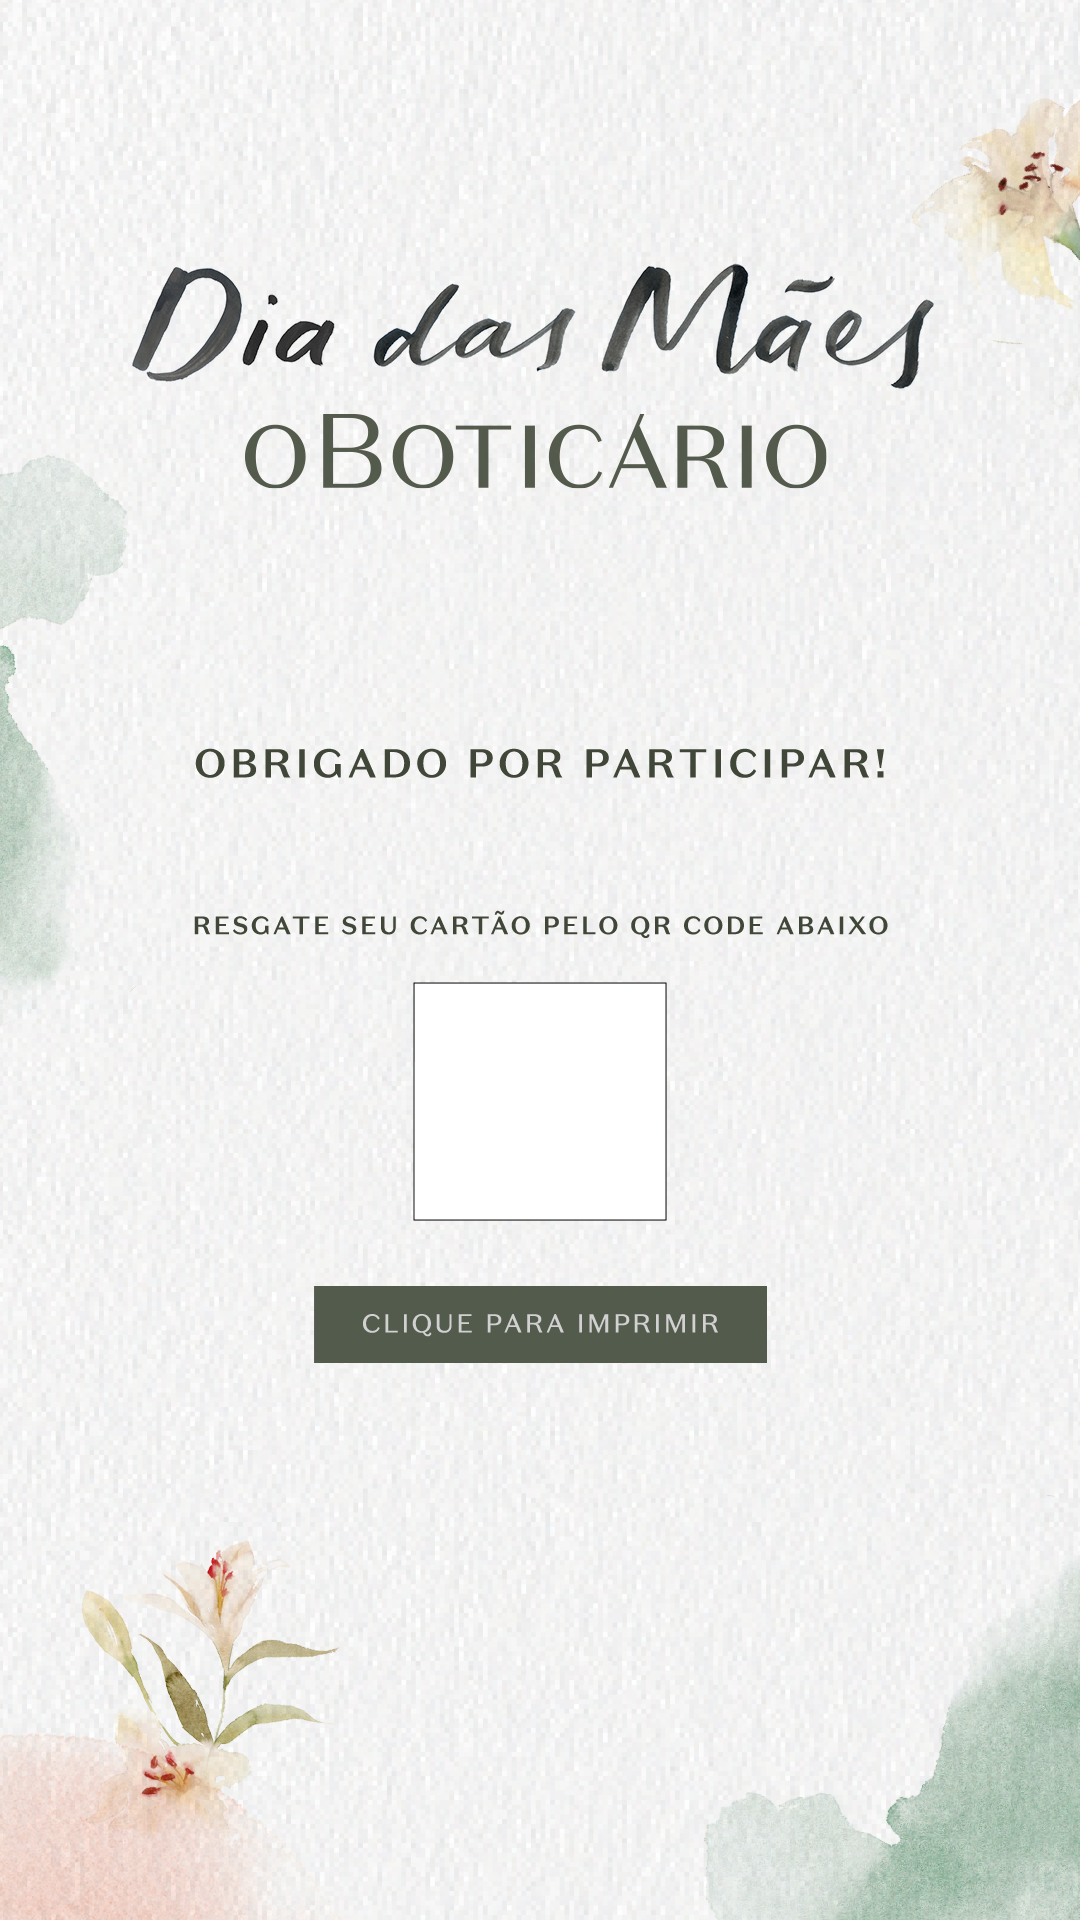 Dia das Mães
OBOTICÁRIO
OBRIGADO POR PARTICIPAR!
RESGATE SEU CARTÃO PELO QR CODE ABAIXO
CLIQUE PARA IMPRIMIR